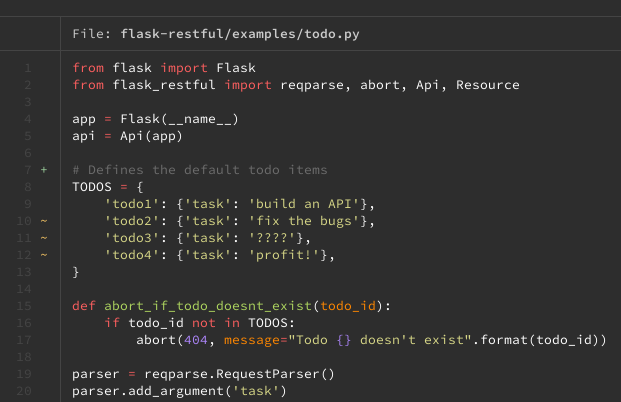 File: flask-restful/examples/todo.py
1 from flask import Flask
2 from flask_restful import reqparse, abort, Api, Resource
3
4 app = Flask(__name__)
5 api = Api(app)
6
7 + # Defines the default todo items
8 TODOS = {
9     'todo1': {'task': 'build an API'},
10 ~     'todo2': {'task': 'fix the bugs'},
11 ~     'todo3': {'task': '????'},
12 ~     'todo4': {'task': 'profit!'},
13 }
14
15 def abort_if_todo_doesnt_exist(todo_id):
16     if todo_id not in TODOS:
17         abort(404, message="Todo {} doesn't exist".format(todo_id))
18
19 parser = reqparse.RequestParser()
20 parser.add_argument('task')